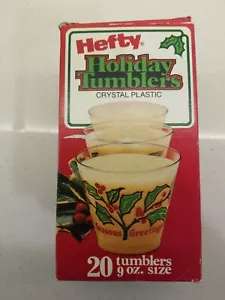 Hefty®
Holiday
Tumblers
CRYSTAL PLASTIC
Seasons Greetings
20 tumblers
9 oz. size